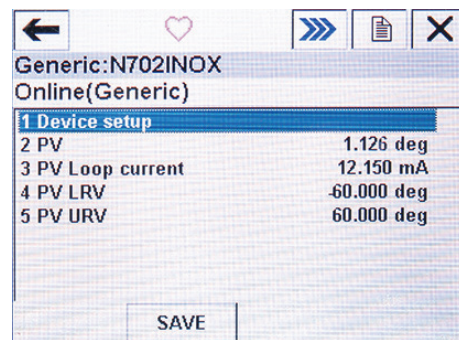 Generic:N702INOX
Online(Generic)
1 Device setup
2 PV 1.126 deg
3 PV Loop current 12.150 mA
4 PV LRV -60.000 deg
5 PV URV 60.000 deg
SAVE